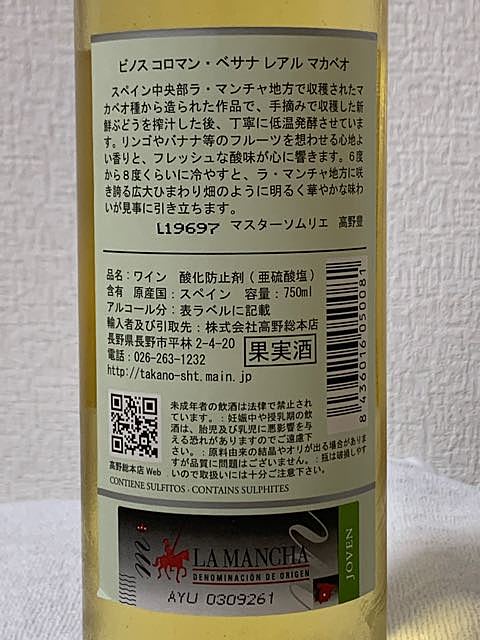 ビノス コロマン・ベサナ レアル マカベオ
スペイン中央部ラ・マンチャ地方で収穫されたマ
カベオ種から造られた作品で、手摘みで収穫した新
鮮ぶどうを搾汁した後、丁寧に低温発酵させていま
す。リンゴやバナナ等のフルーツを想わせる心地よ
い香りと、フレッシュな酸味が心に響きます。6度
から8度くらいに冷やすと、ラ・マンチャ地方に咲
き誇る広大ひまわり畑のように明るく華やかな味わ
いが見事に引き立ちます。
L19697 マスターソムリエ 高野豊
品名：ワイン 酸化防止剤（亜硫酸塩）
含有 原産国：スペイン 容量：750ml
アルコール分：表ラベルに記載
輸入者及び引取先：株式会社高野総本店
長野県長野市平林 2-4-20
電話：026-263-1232
http://takano-sht.main.jp
果実酒
8 436016 050081
未成年者の飲酒は法律で禁止され
ています。：妊娠中や授乳期の飲
酒は、胎児及び乳児に悪影響を与
える恐れがありますのでご遠慮下
さい。：原料由来の結晶やオリが出る場合がありま
すが品質に問題はございません。：瓶は破損しやす
いので取扱いには十分ご注意下さい。
高野総本店 Web
CONTIENE SULFITOS · CONTAINS SULPHITES
LA MANCHA
DENOMINACIÓN DE ORIGEN
AYU 0309261
JOVEN